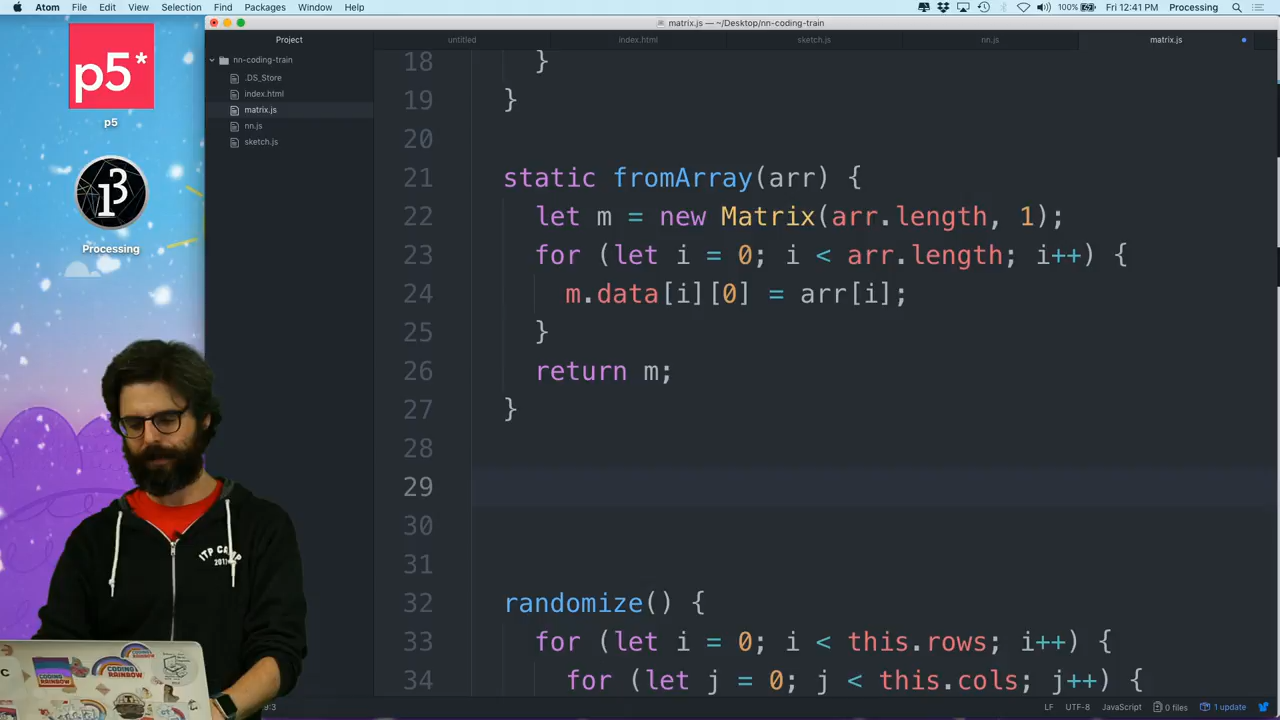 Atom File Edit View Selection Find Packages Window Help
100% Fri 12:41 PM Processing
matrix.js — ~/Desktop/nn-coding-train
Project
untitled
index.html
sketch.js
nn.js
matrix.js
nn-coding-train
.DS_Store
index.html
matrix.js
nn.js
sketch.js
p5*
p5
Processing
18 }
19 }
20
21 static fromArray(arr) {
22 let m = new Matrix(arr.length, 1);
23 for (let i = 0; i < arr.length; i++) {
24 m.data[i][0] = arr[i];
25 }
26 return m;
27 }
28
29
30
31
32 randomize() {
33 for (let i = 0; i < this.rows; i++) {
34 for (let j = 0; j < this.cols; j++) {
LF UTF-8 JavaScript 0 files 1 update
ITP CAMP
CODING RAINBOW